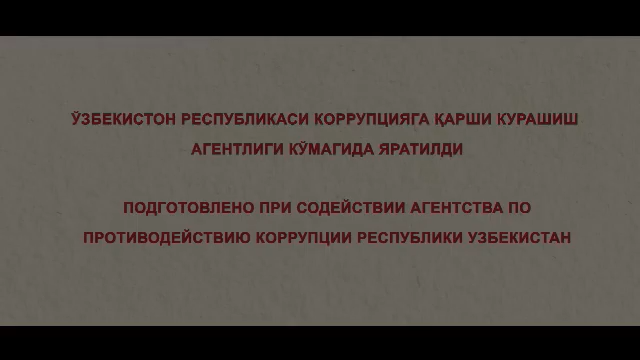 ЎЗБЕКИСТОН РЕСПУБЛИКАСИ КОРРУПЦИЯГА ҚАРШИ КУРАШИШ
АГЕНТЛИГИ КЎМАГИДА ЯРАТИЛДИ
ПОДГОТОВЛЕНО ПРИ СОДЕЙСТВИИ АГЕНТСТВА ПО
ПРОТИВОДЕЙСТВИЮ КОРРУПЦИИ РЕСПУБЛИКИ УЗБЕКИСТАН